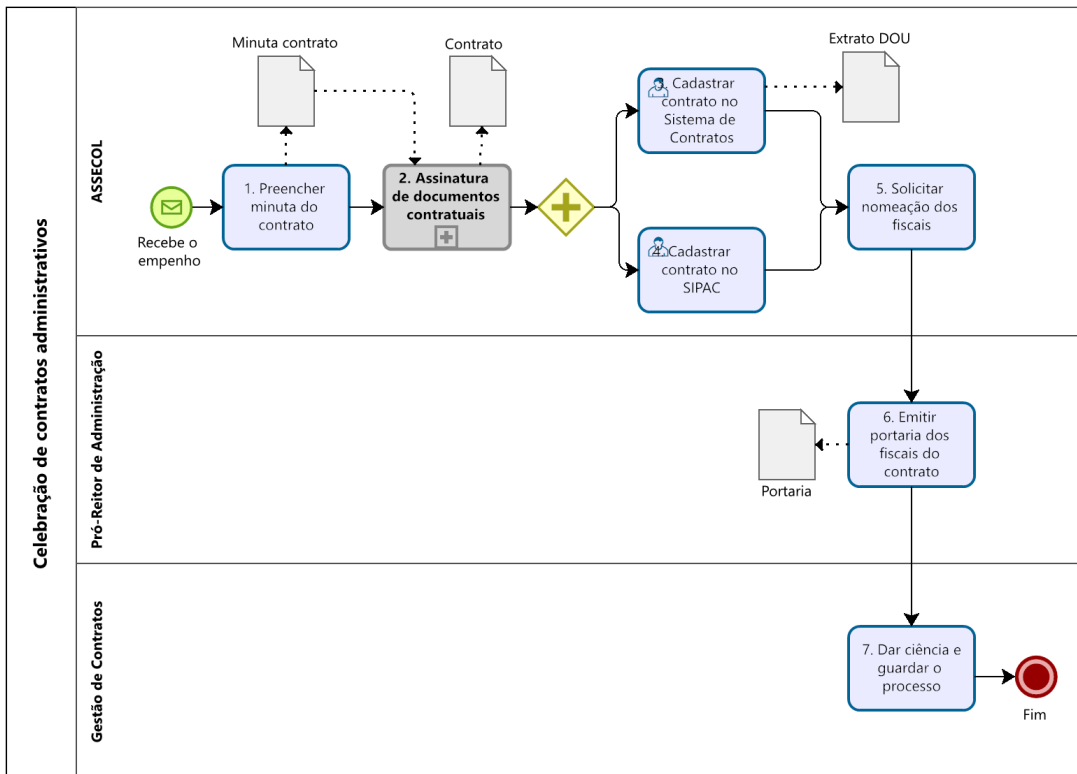 Celebração de contratos administrativos
ASSECOL
Minuta contrato
Contrato
Extrato DOU
Recebe o
empenho
1. Preencher
minuta do
contrato
2. Assinatura
de documentos
contratuais
Cadastrar
contrato no
Sistema de
Contratos
4. Cadastrar
contrato no
SIPAC
5. Solicitar
nomeação dos
fiscais
Pró-Reitor de Administração
6. Emitir
portaria dos
fiscais do
contrato
Portaria
Gestão de Contratos
7. Dar ciência e
guardar o
processo
Fim